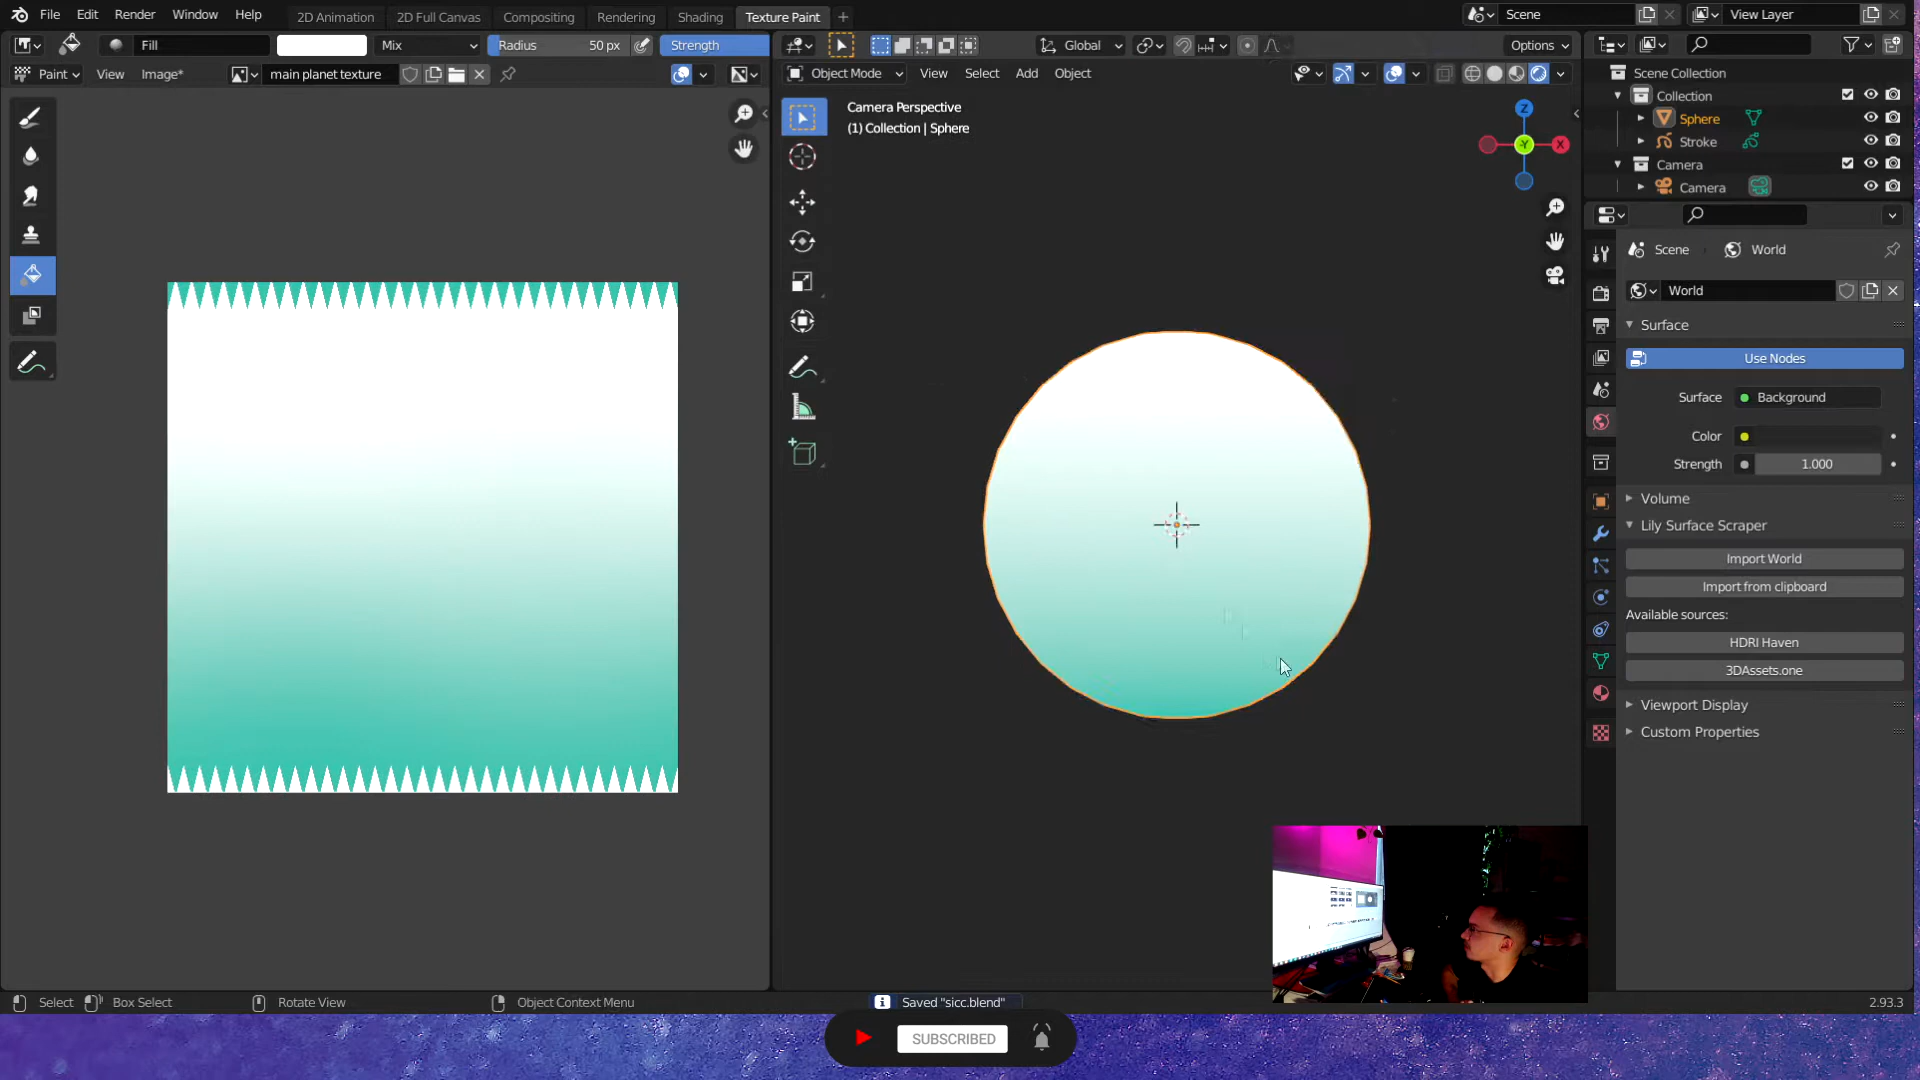 File Edit Render Window Help 2D Animation 2D Full Canvas Compositing Rendering Shading Texture Paint Scene View Layer
Fill Mix Radius 50 px Strength Global Options
Paint View Image* main planet texture Object Mode View Select Add Object
Camera Perspective
(1) Collection | Sphere
Z
-Y
X
Scene Collection
Collection
Sphere
Stroke
Camera
Camera
Scene World
World
Surface
Use Nodes
Surface Background
Color
Strength 1.000
Volume
Lily Surface Scraper
Import World
Import from clipboard
Available sources:
HDRI Haven
3DAssets.one
Viewport Display
Custom Properties
Select Box Select Rotate View Object Context Menu Saved "sicc.blend" 2.93.3
SUBSCRIBED